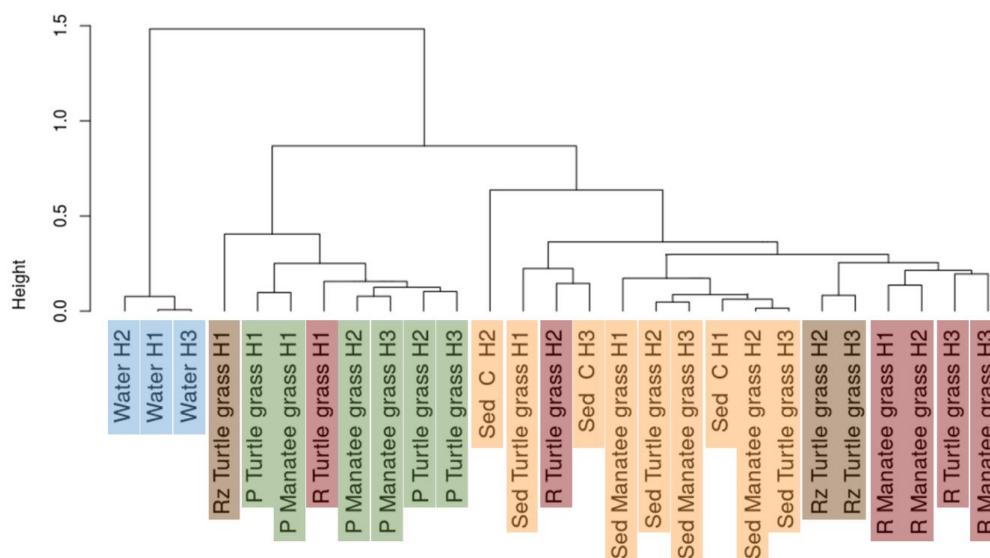 1.5
1.0
0.5
0.0
Height
Water H2
Water H1
Water H3
Rz Turtle grass H1
P Turtle grass H1
P Manatee grass H1
R Turtle grass H1
P Manatee grass H2
P Manatee grass H3
P Turtle grass H2
P Turtle grass H3
Sed C H2
Sed Turtle grass H1
R Turtle grass H2
Sed C H3
Sed Manatee grass H1
Sed Turtle grass H2
Sed Manatee grass H3
Sed C H1
Sed Manatee grass H2
Sed Turtle grass H3
Rz Turtle grass H2
Rz Turtle grass H3
R Manatee grass H1
R Manatee grass H2
R Turtle grass H3
R Manatee grass H3